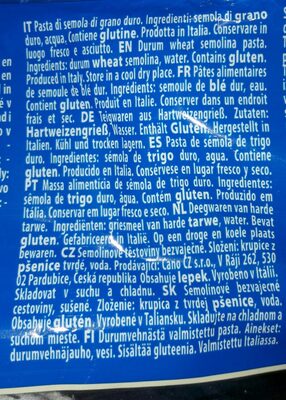 IT Pasta di semola di grano duro. Ingredienti: semola di grano
duro, acqua. Contiene glutine. Prodotto in Italia. Conservare in
luogo fresco e asciutto. EN Durum wheat semolina pasta.
Ingredients: durum wheat semolina, water. Contains gluten.
Produced in Italy. Store in a cool dry place. FR Pâtes alimentaires
de semoule de blé dur. Ingrédients: semoule de blé dur, eau.
Contient gluten. Produit en Italie. Conserver dans un endroit
frais et sec. DE Teigwaren aus Hartweizengrieß. Zutaten:
Hartweizengrieß, Wasser. Enthält Gluten. Hergestellt in
Italien. Kühl und trocken lagern. ES Pasta de sémola de trigo
duro. Ingredientes: sémola de trigo duro, agua. Contiene
gluten. Producido en Italia. Consérvese en lugar fresco y seco.
PT Massa alimentícia de sémola de trigo duro. Ingredientes:
sémola de trigo duro, água. Contém glúten. Produzido em
Itália. Conservar em lugar fresco e seco. NL Deegwaren van harde
tarwe. Ingrediënten: griesmeel van harde tarwe, water. Bevat
gluten. Gefabriceerd in Italië. Op een droge en koele plaats
bewaren. CZ Semolinové těstoviny bezvaječné. Složení: krupice z
pšenice tvrdé, voda. Prodávající: Cano CZ s.r.o., V Ráji 262, 530
02 Pardubice, Česká republika Obsahuje lepek. Vyrobeno v Itálii.
Skladovat v suchu a chladnu. SK Semolinové bezvaječné
cestoviny, sušené. Zloženie: krupica z tvrdej pšenice, voda.
Obsahuje glutén. Vyrobené v Taliansku. Skladujte na chladnom a
suchom mieste. FI Durumvehnästä valmistettu pasta. Ainekset:
durumvehnäjauho, vesi. Sisältää gluteenia. Valmistettu Italiassa.